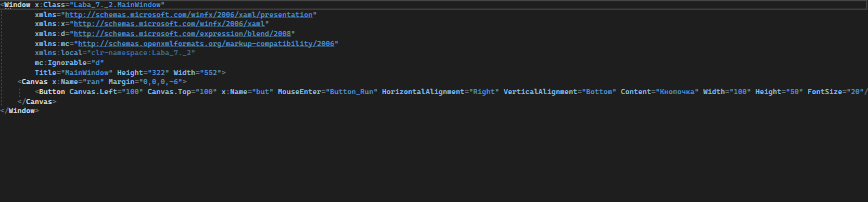 <Window x:Class="Laba_7._2.MainWindow"
xmlns="http://schemas.microsoft.com/winfx/2006/xaml/presentation"
xmlns:x="http://schemas.microsoft.com/winfx/2006/xaml"
xmlns:d="http://schemas.microsoft.com/expression/blend/2008"
xmlns:mc="http://schemas.openxmlformats.org/markup-compatibility/2006"
xmlns:local="clr-namespace:Laba_7._2"
mc:Ignorable="d"
Title="MainWindow" Height="322" Width="552">
<Canvas x:Name="ran" Margin="0,0,0,-6">
<Button Canvas.Left="100" Canvas.Top="100" x:Name="but" MouseEnter="Button_Run" HorizontalAlignment="Right" VerticalAlignment="Bottom" Content="Кнопочка" Width="100" Height="50" FontSize="20"/
</Canvas>
</Window>